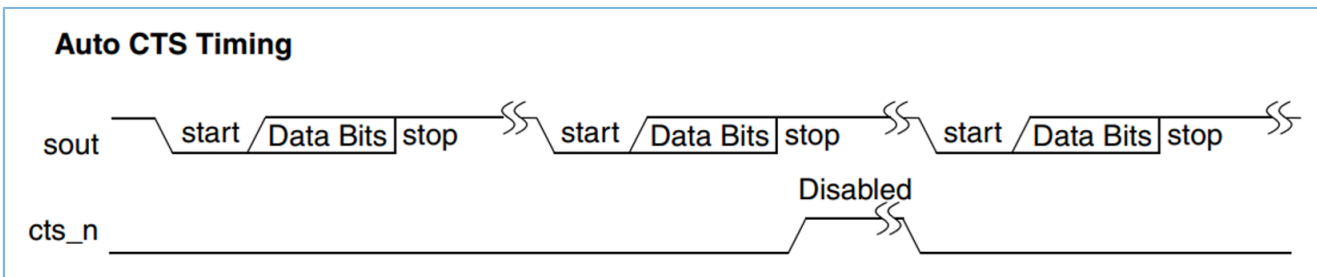 Auto CTS Timing
sout start Data Bits stop start Data Bits stop start Data Bits stop
Disabled
cts_n